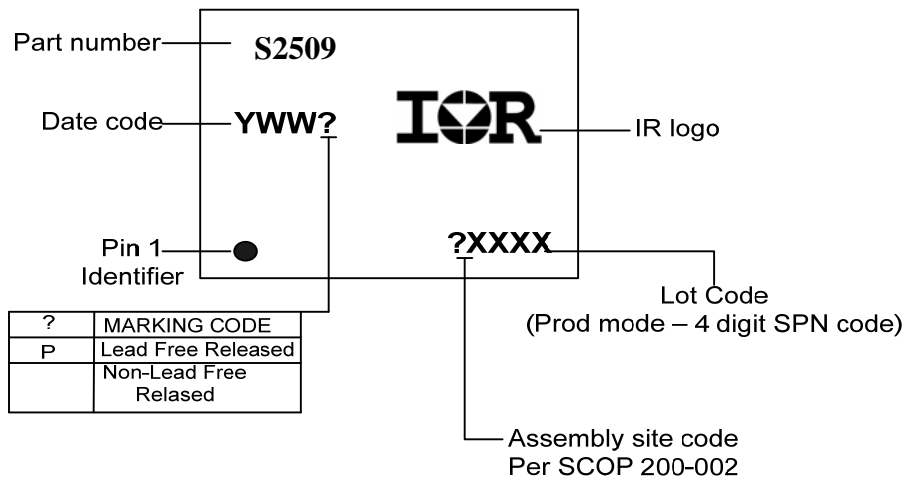 Part number
S2509
Date code
YWW?
IOR
IR logo
Pin 1
Identifier
?XXXX
Lot Code
(Prod mode – 4 digit SPN code)
? MARKING CODE
P Lead Free Released
Non-Lead Free
Relased
Assembly site code
Per SCOP 200-002